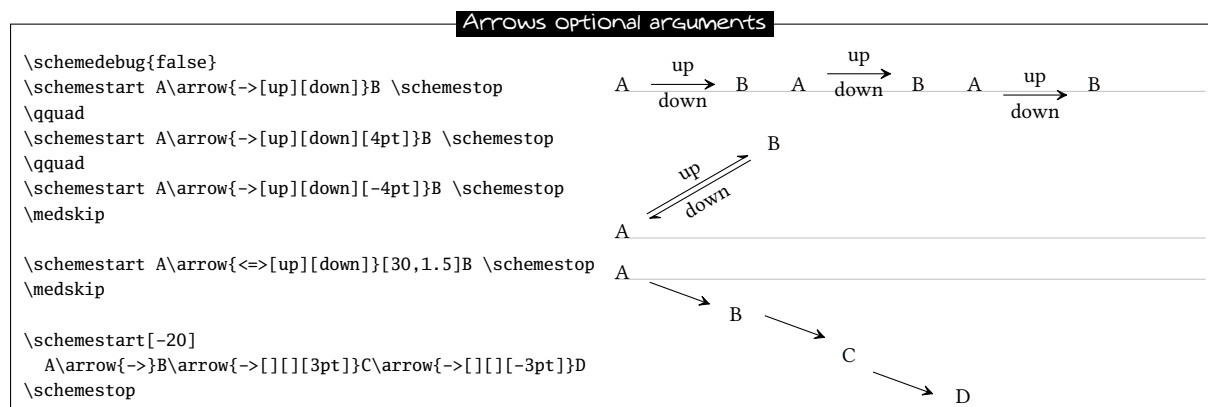 Arrows optional arguments
\schemedebug{false}
\schemestart A\arrow{->[up][down]}B \schemestop
\qquad
\schemestart A\arrow{->[up][down][4pt]}B \schemestop
\qquad
\schemestart A\arrow{->[up][down][-4pt]}B \schemestop
\medskip
\schemestart A\arrow{<=>[up][down]}[30,1.5]B \schemestop
\medskip
\schemestart[-20]
A\arrow{->}B\arrow{->[][][3pt]}C\arrow{->[][][-3pt]}D
\schemestop
up up up
A B A B A B
down down down
B
up
down
A
A
B
C
D